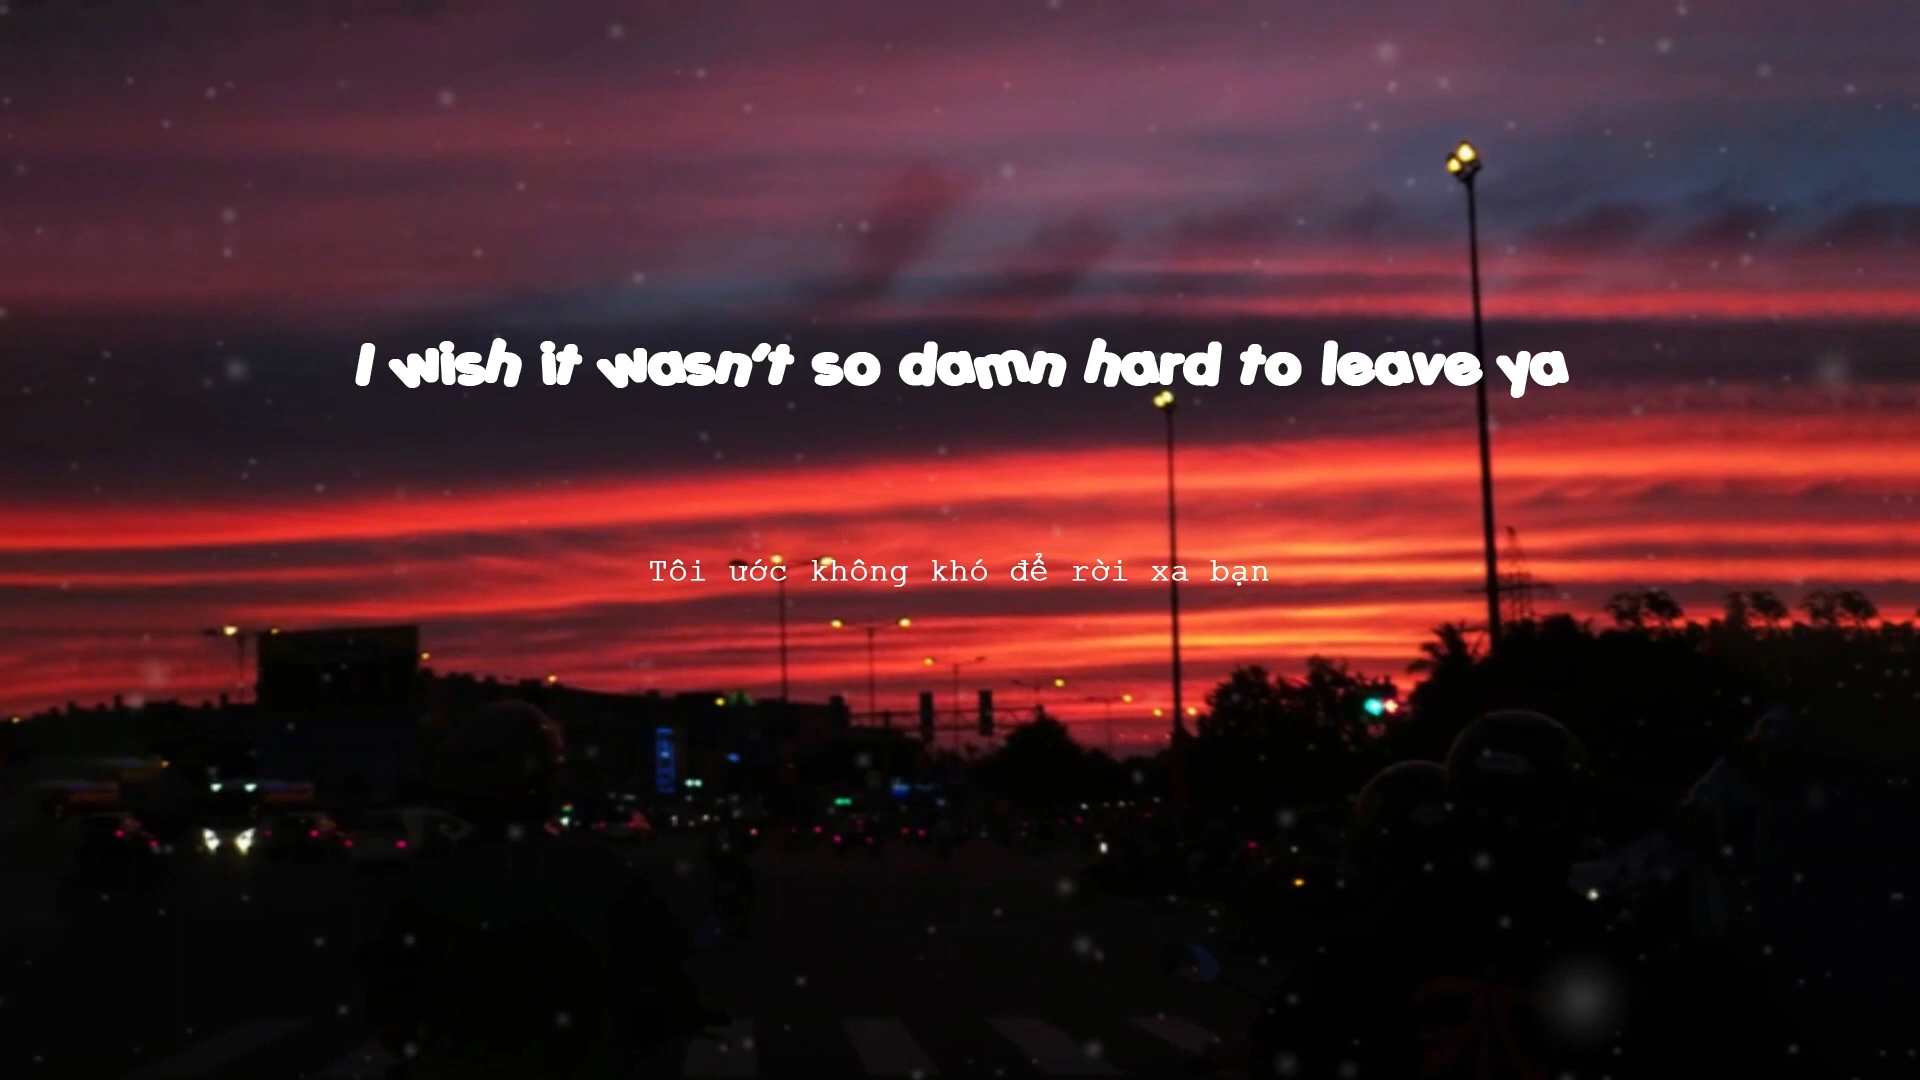 I wish it wasn't so damn hard to leave ya
Tôi ước không khó để rời xa bạn